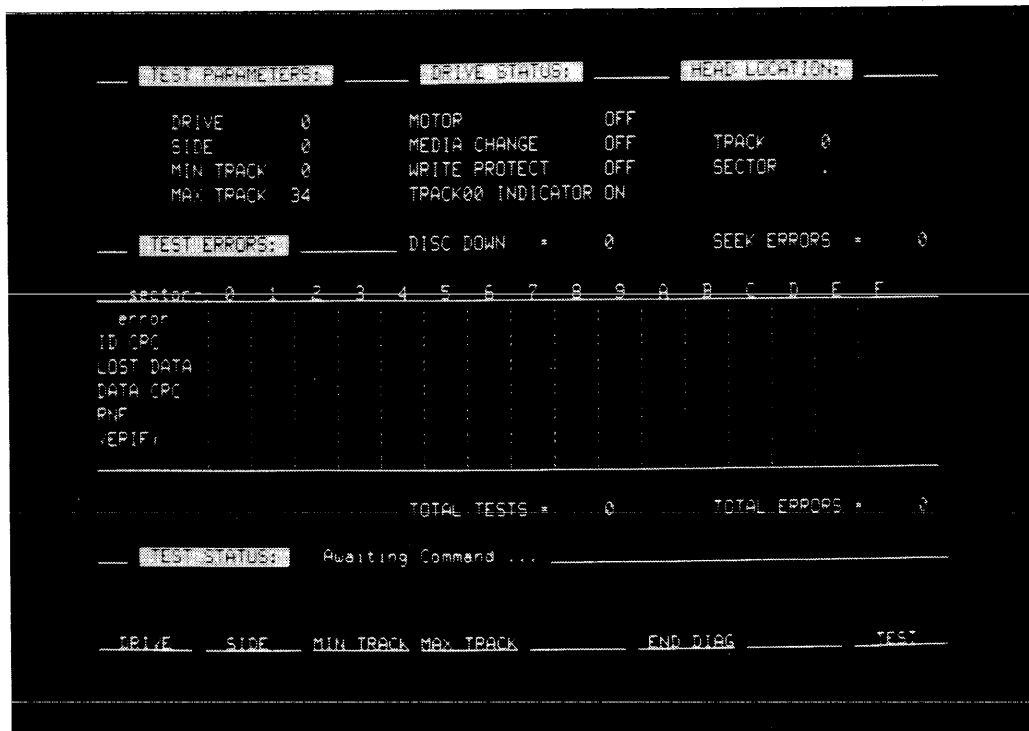 TEST PARAMETERS: DRIVE STATUS: HEAD LOCATION:
DRIVE 0 MOTOR OFF
SIDE 0 MEDIA CHANGE OFF TRACK 0
MIN TRACK 0 WRITE PROTECT OFF SECTOR .
MAX TRACK 34 TRACK00 INDICATOR ON
TEST ERRORS: DISC DOWN = 0 SEEK ERRORS = 0
sector- 0 1 2 3 4 5 6 7 8 9 A B C D E F
error
ID CRC
LOST DATA
DATA CRC
RNF
VERIFY
TOTAL TESTS = 0 TOTAL ERRORS = 0
TEST STATUS: Awaiting Command ...
DRIVE SIDE MIN TRACK MAX TRACK END DIAG TEST